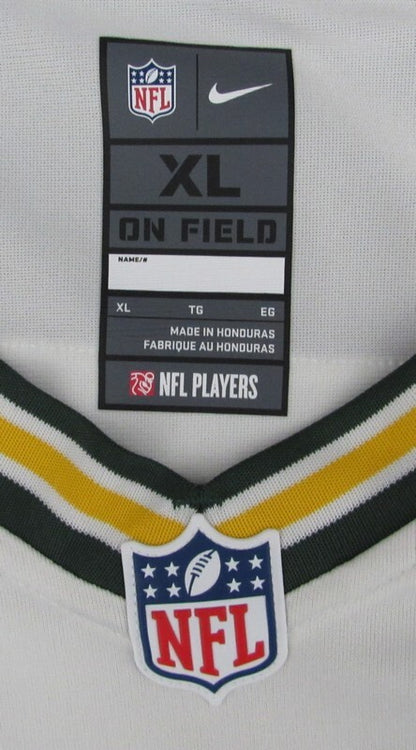 NFL
XL
ON FIELD
NAME/#
XL TG EG
MADE IN HONDURAS
FABRIQUE AU HONDURAS
NFL PLAYERS
NFL